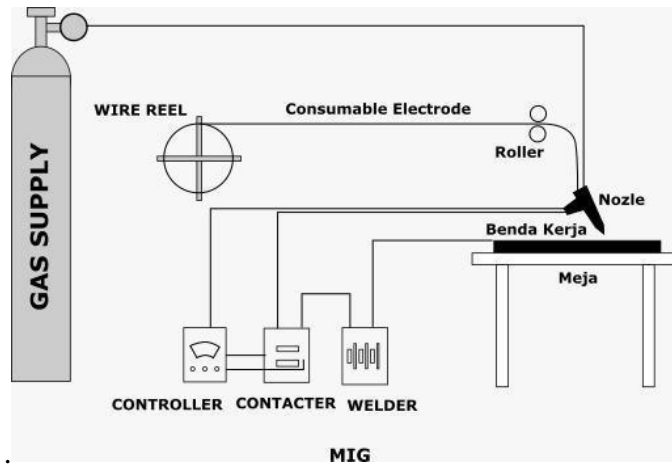 GAS SUPPLY
WIRE REEL
Consumable Electrode
Roller
Nozle
Benda Kerja
Meja
CONTROLLER
CONTACTER
WELDER
.
MIG